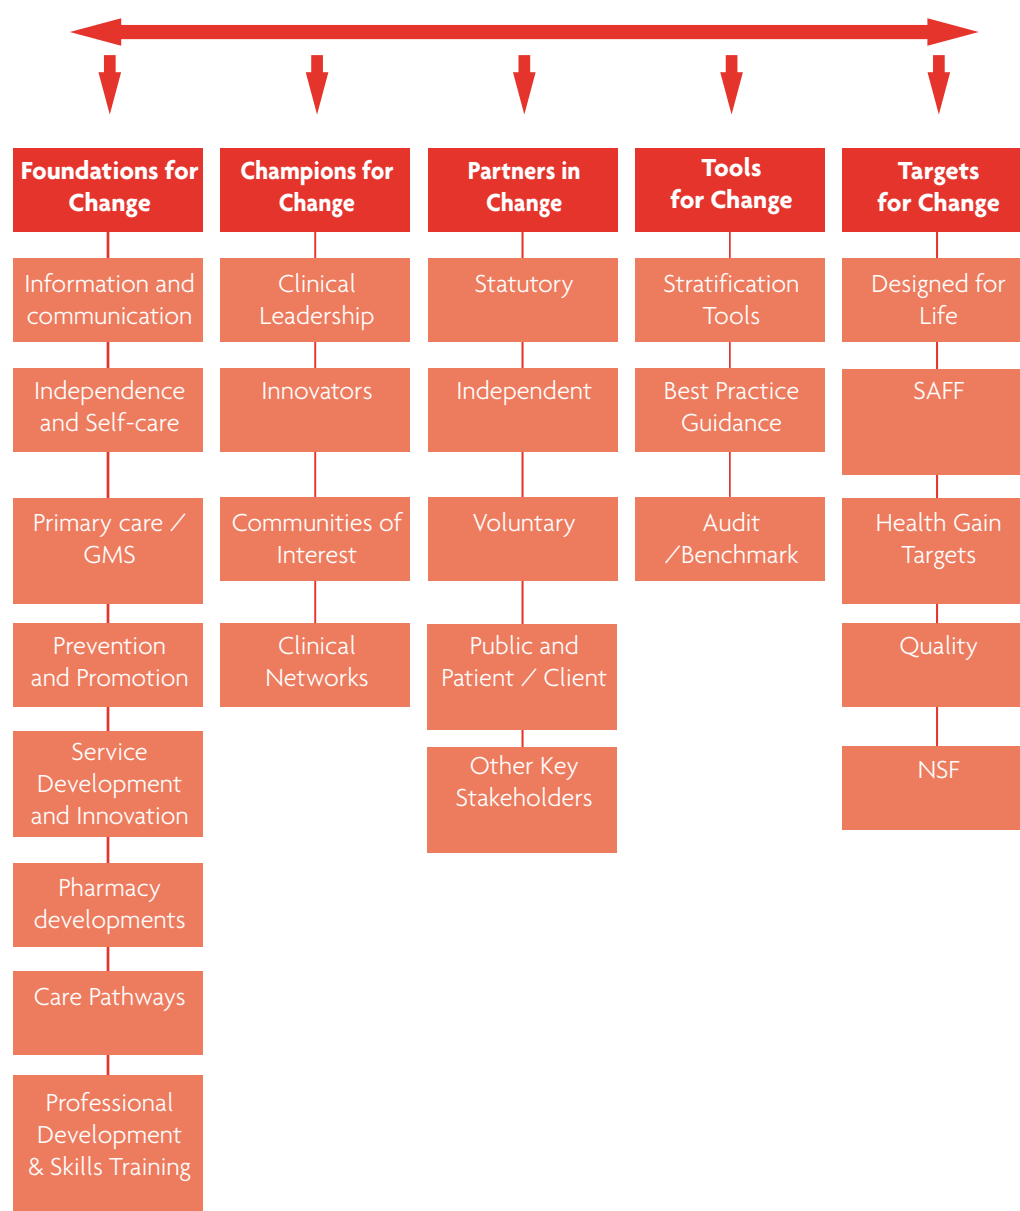 Foundations for
Change
Information and
communication
Independence
and Self-care
Primary care /
GMS
Prevention
and Promotion
Service
Development
and Innovation
Pharmacy
developments
Care Pathways
Professional
Development
& Skills Training
Champions for
Change
Clinical
Leadership
Innovators
Communities of
Interest
Clinical
Networks
Partners in
Change
Statutory
Independent
Voluntary
Public and
Patient / Client
Other Key
Stakeholders
Tools
for Change
Stratification
Tools
Best Practice
Guidance
Audit
/Benchmark
Targets
for Change
Designed for
Life
SAFF
Health Gain
Targets
Quality
NSF